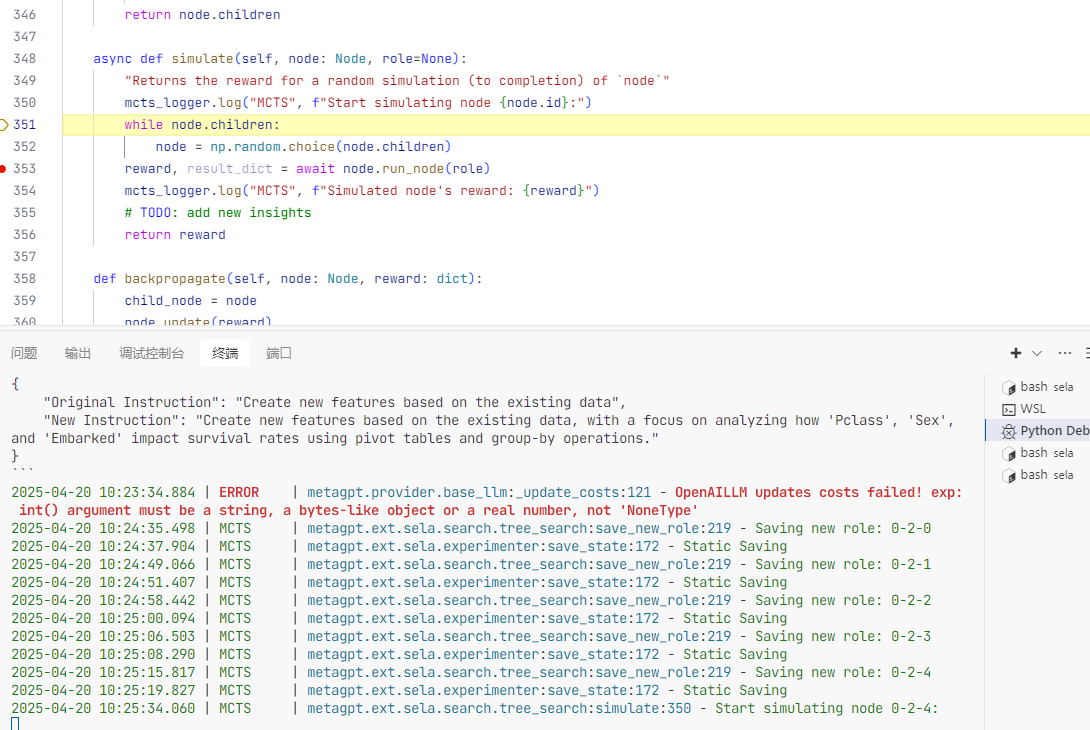 346 return node.children
347
348 async def simulate(self, node: Node, role=None):
349 "Returns the reward for a random simulation (to completion) of `node`"
350 mcts_logger.log("MCTS", f"Start simulating node {node.id}:")
351 while node.children:
352 node = np.random.choice(node.children)
353 reward, result_dict = await node.run_node(role)
354 mcts_logger.log("MCTS", f"Simulated node's reward: {reward}")
355 # TODO: add new insights
356 return reward
357
358 def backpropagate(self, node: Node, reward: dict):
359 child_node = node
360 node.update(reward)
问题 输出 调试控制台 终端 端口
{
"Original Instruction": "Create new features based on the existing data",
"New Instruction": "Create new features based on the existing data, with a focus on analyzing how 'Pclass', 'Sex',
and 'Embarked' impact survival rates using pivot tables and group-by operations."
}
```
2025-04-20 10:23:34.884 | ERROR | metagpt.provider.base_llm:_update_costs:121 - OpenAILLM updates costs failed! exp:
int() argument must be a string, a bytes-like object or a real number, not 'NoneType'
2025-04-20 10:24:35.498 | MCTS | metagpt.ext.sela.search.tree_search:save_new_role:219 - Saving new role: 0-2-0
2025-04-20 10:24:37.904 | MCTS | metagpt.ext.sela.experimenter:save_state:172 - Static Saving
2025-04-20 10:24:49.066 | MCTS | metagpt.ext.sela.search.tree_search:save_new_role:219 - Saving new role: 0-2-1
2025-04-20 10:24:51.407 | MCTS | metagpt.ext.sela.experimenter:save_state:172 - Static Saving
2025-04-20 10:24:58.442 | MCTS | metagpt.ext.sela.search.tree_search:save_new_role:219 - Saving new role: 0-2-2
2025-04-20 10:25:00.094 | MCTS | metagpt.ext.sela.experimenter:save_state:172 - Static Saving
2025-04-20 10:25:06.503 | MCTS | metagpt.ext.sela.search.tree_search:save_new_role:219 - Saving new role: 0-2-3
2025-04-20 10:25:08.290 | MCTS | metagpt.ext.sela.experimenter:save_state:172 - Static Saving
2025-04-20 10:25:15.817 | MCTS | metagpt.ext.sela.search.tree_search:save_new_role:219 - Saving new role: 0-2-4
2025-04-20 10:25:19.827 | MCTS | metagpt.ext.sela.experimenter:save_state:172 - Static Saving
2025-04-20 10:25:34.060 | MCTS | metagpt.ext.sela.search.tree_search:simulate:350 - Start simulating node 0-2-4:
bash sela
WSL
Python Deb
bash sela
bash sela